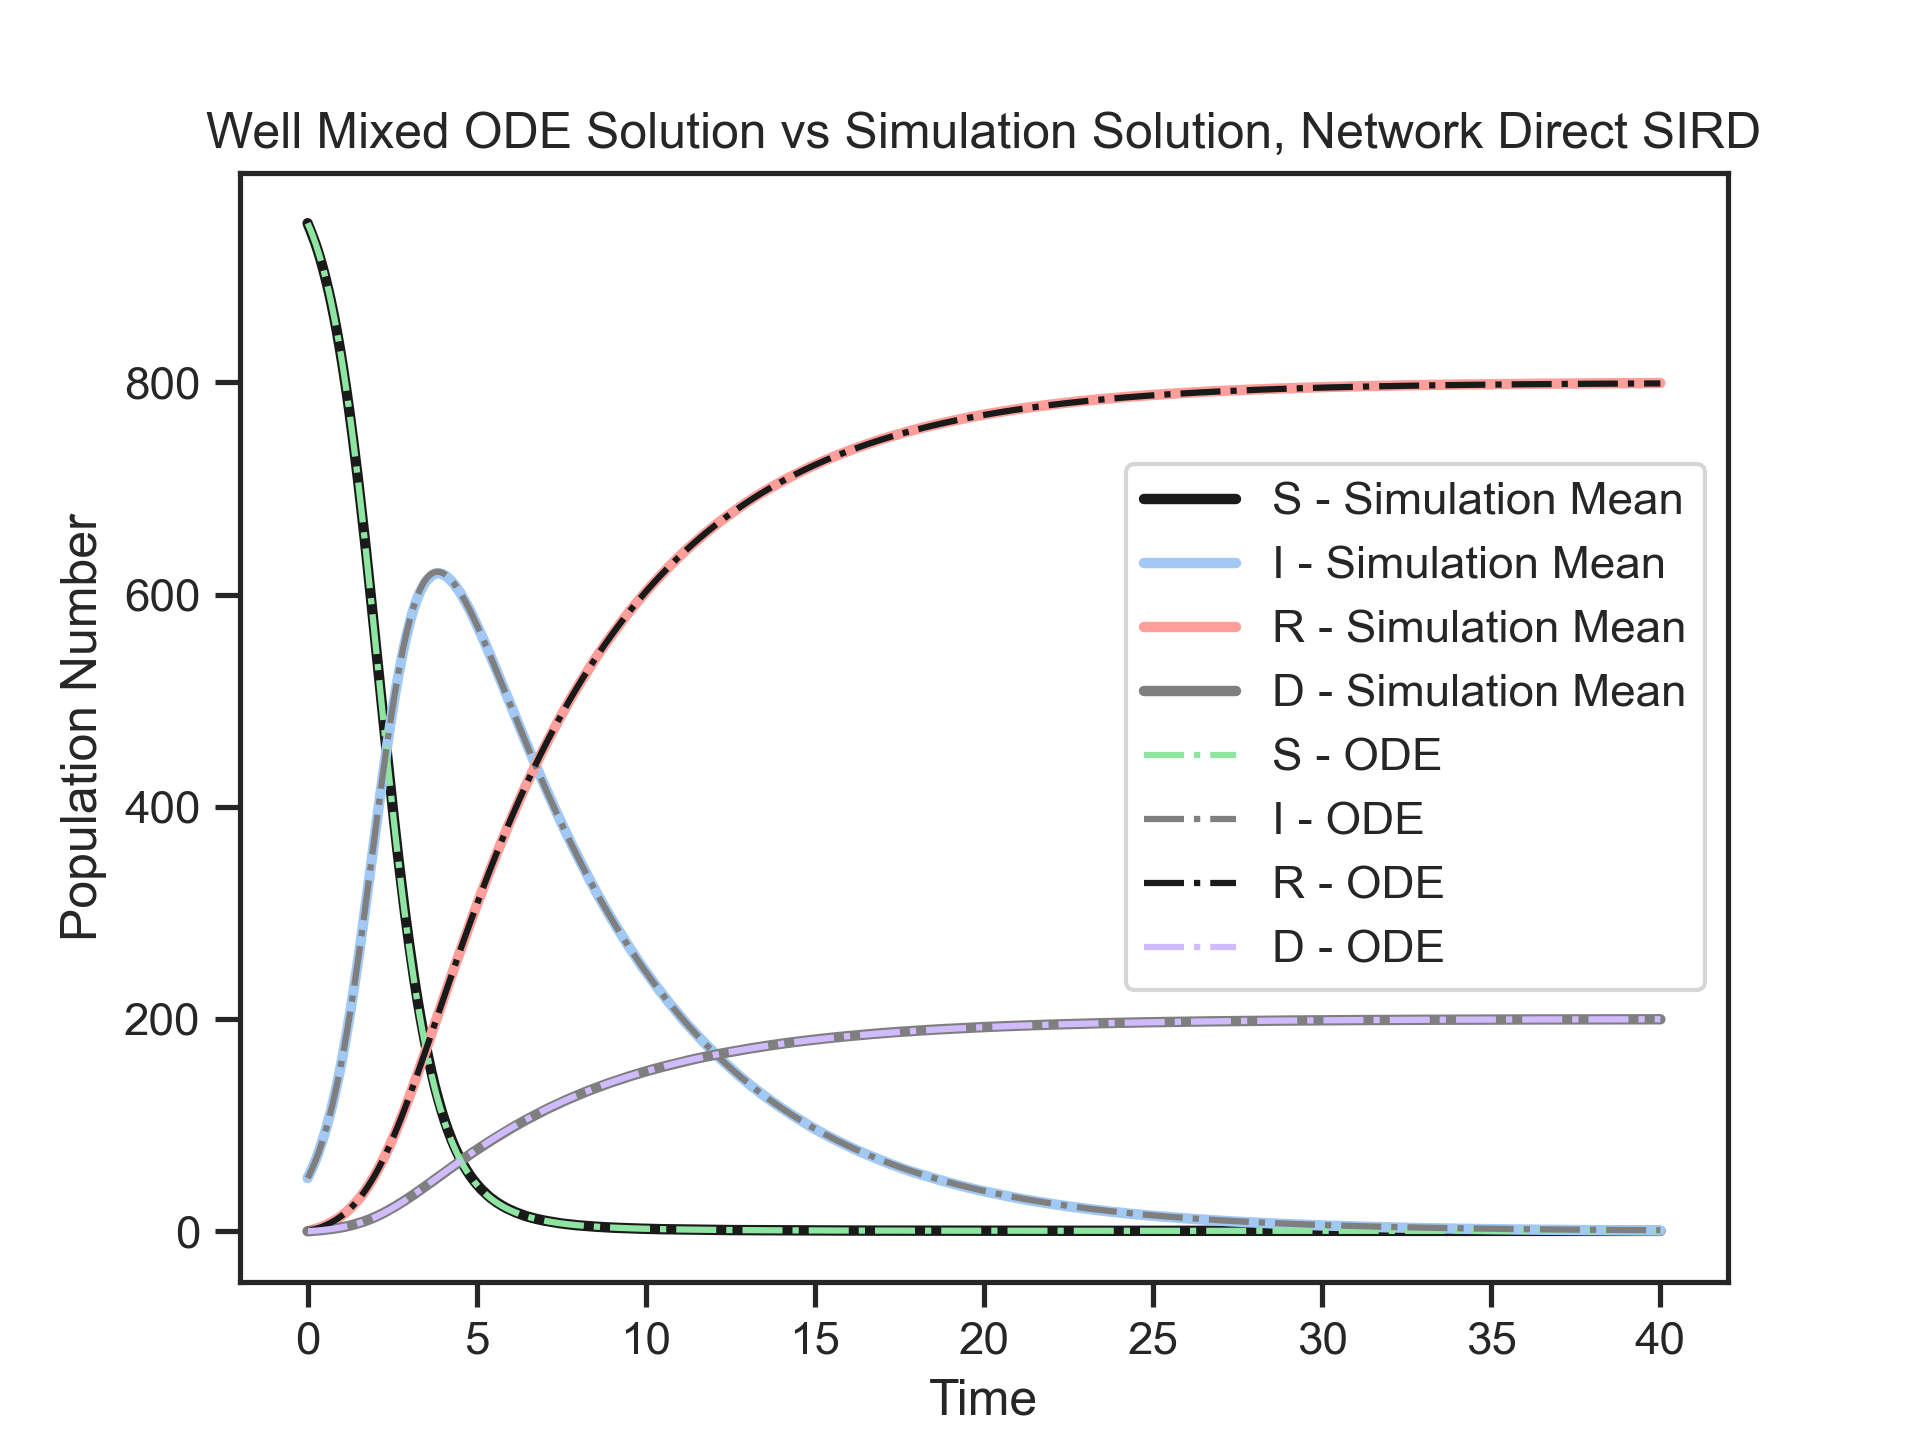 Well Mixed ODE Solution vs Simulation Solution, Network Direct SIRD
Population Number
800
600
400
200
0
S - Simulation Mean
I - Simulation Mean
R - Simulation Mean
D - Simulation Mean
S - ODE
I - ODE
R - ODE
D - ODE
0 5 10 15 20 25 30 35 40
Time